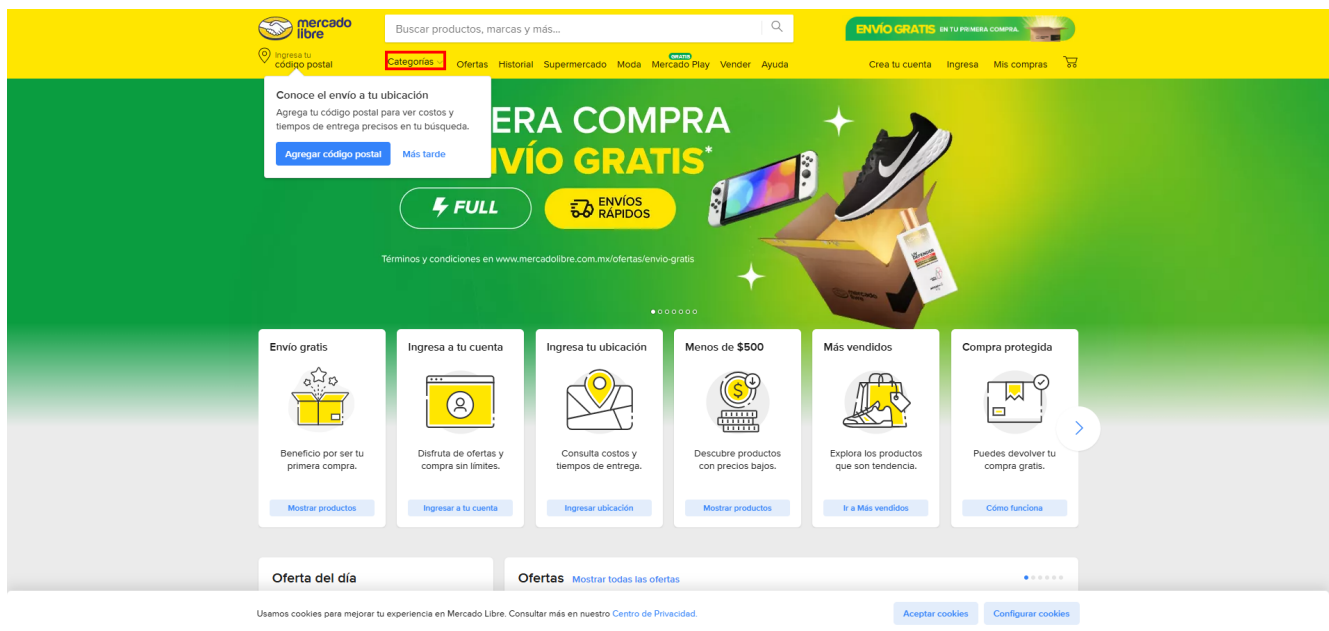 mercado
libre
Buscar productos, marcas y más...
ENVÍO GRATIS EN TU PRIMERA COMPRA.
Ingresa tu
código postal
Categorías Ofertas Historial Supermercado Moda Mercado Play Vender Ayuda
GRATIS
Crea tu cuenta Ingresa Mis compras
Conoce el envío a tu ubicación
Agrega tu código postal para ver costos y
tiempos de entrega precisos en tu búsqueda.
Agregar código postal Más tarde
ERA COMPRA
VÍO GRATIS*
FULL
ENVÍOS
RÁPIDOS
Términos y condiciones en www.mercadolibre.com.mx/ofertas/envio-gratis
Envío gratis
Beneficio por ser tu
primera compra.
Mostrar productos
Ingresa a tu cuenta
Disfruta de ofertas y
compra sin límites.
Ingresar a tu cuenta
Ingresa tu ubicación
Consulta costos y
tiempos de entrega.
Ingresar ubicación
Menos de $500
Descubre productos
con precios bajos.
Mostrar productos
Más vendidos
Explora los productos
que son tendencia.
Ir a Más vendidos
Compra protegida
Puedes devolver tu
compra gratis.
Cómo funciona
Oferta del día
Ofertas Mostrar todas las ofertas
Usamos cookies para mejorar tu experiencia en Mercado Libre. Consultar más en nuestro Centro de Privacidad.
Aceptar cookies Configurar cookies